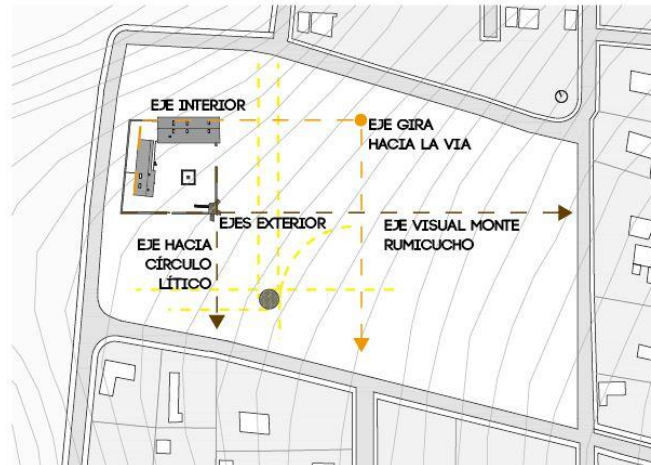 EJE INTERIOR
EJE GIRA
HACIA LA VIA
EJES EXTERIOR
EJE HACIA
CÍRCULO
LÍTICO
EJE VISUAL MONTE
RUMICUCHO